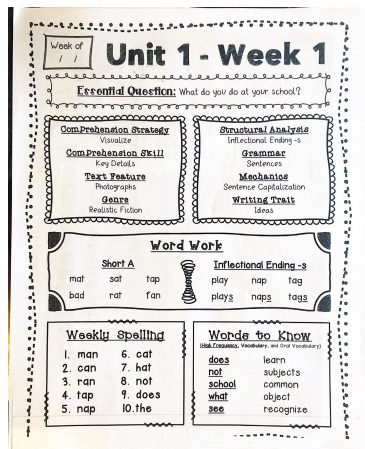 Week of
/ /
Unit 1 - Week 1
Essential Question: What do you do at your school?
Comprehension Strategy
Visualize
Comprehension Skill
Key Details
Text Feature
Photographs
Genre
Realistic Fiction
Structural Analysis
Inflectional Ending -s
Grammar
Sentences
Mechanics
Sentence Capitalization
Writing Trait
Ideas
Word Work
Short A
mat sat tap
bad rat fan
Inflectional Ending -s
play nap tag
plays naps tags
Weekly Spelling
1. man 6. cat
2. can 7. hat
3. ran 8. not
4. tap 9. does
5. nap 10. the
Words to Know
(High Frequency, Vocabulary, and Oral Vocabulary)
does learn
not subjects
school common
what object
see recognize